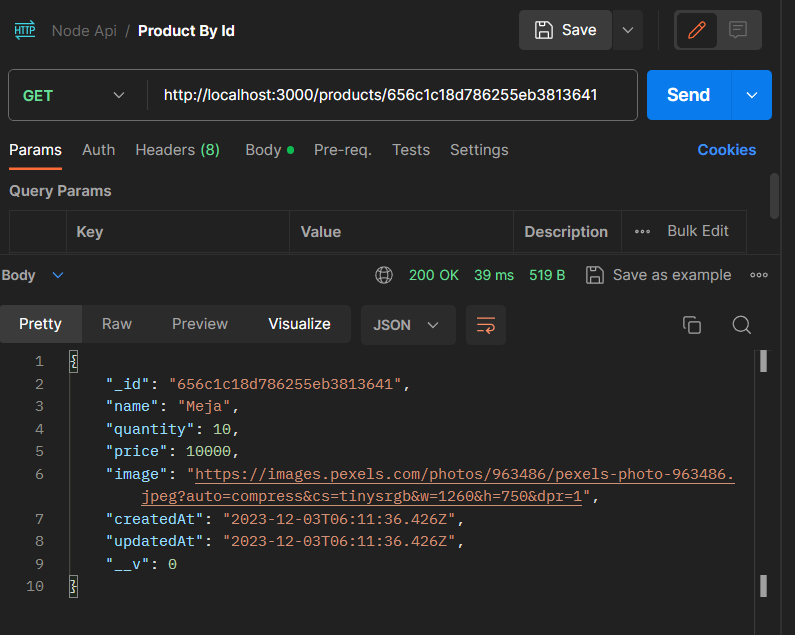 HTTP Node Api / Product By Id Save
GET http://localhost:3000/products/656c1c18d786255eb3813641 Send
Params Auth Headers (8) Body Pre-req. Tests Settings Cookies
Query Params
Key Value Description Bulk Edit
Body 200 OK 39 ms 519 B Save as example
Pretty Raw Preview Visualize JSON
1 {
2 "_id": "656c1c18d786255eb3813641",
3 "name": "Meja",
4 "quantity": 10,
5 "price": 10000,
6 "image": "https://images.pexels.com/photos/963486/pexels-photo-963486.
jpeg?auto=compress&cs=tinysrgb&w=1260&h=750&dpr=1",
7 "createdAt": "2023-12-03T06:11:36.426Z",
8 "updatedAt": "2023-12-03T06:11:36.426Z",
9 "__v": 0
10 }